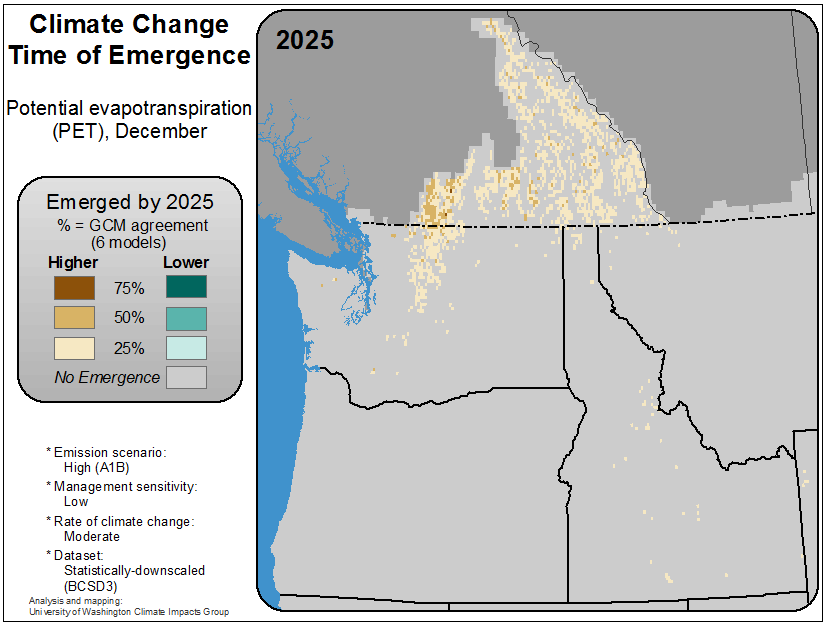 Climate Change
Time of Emergence
Potential evapotranspiration
(PET), December
Emerged by 2025
% = GCM agreement
(6 models)
Higher Lower
75%
50%
25%
No Emergence
* Emission scenario:
High (A1B)
* Management sensitivity:
Low
* Rate of climate change:
Moderate
* Dataset:
Statistically-downscaled
(BCSD3)
Analysis and mapping:
University of Washington Climate Impacts Group
2025